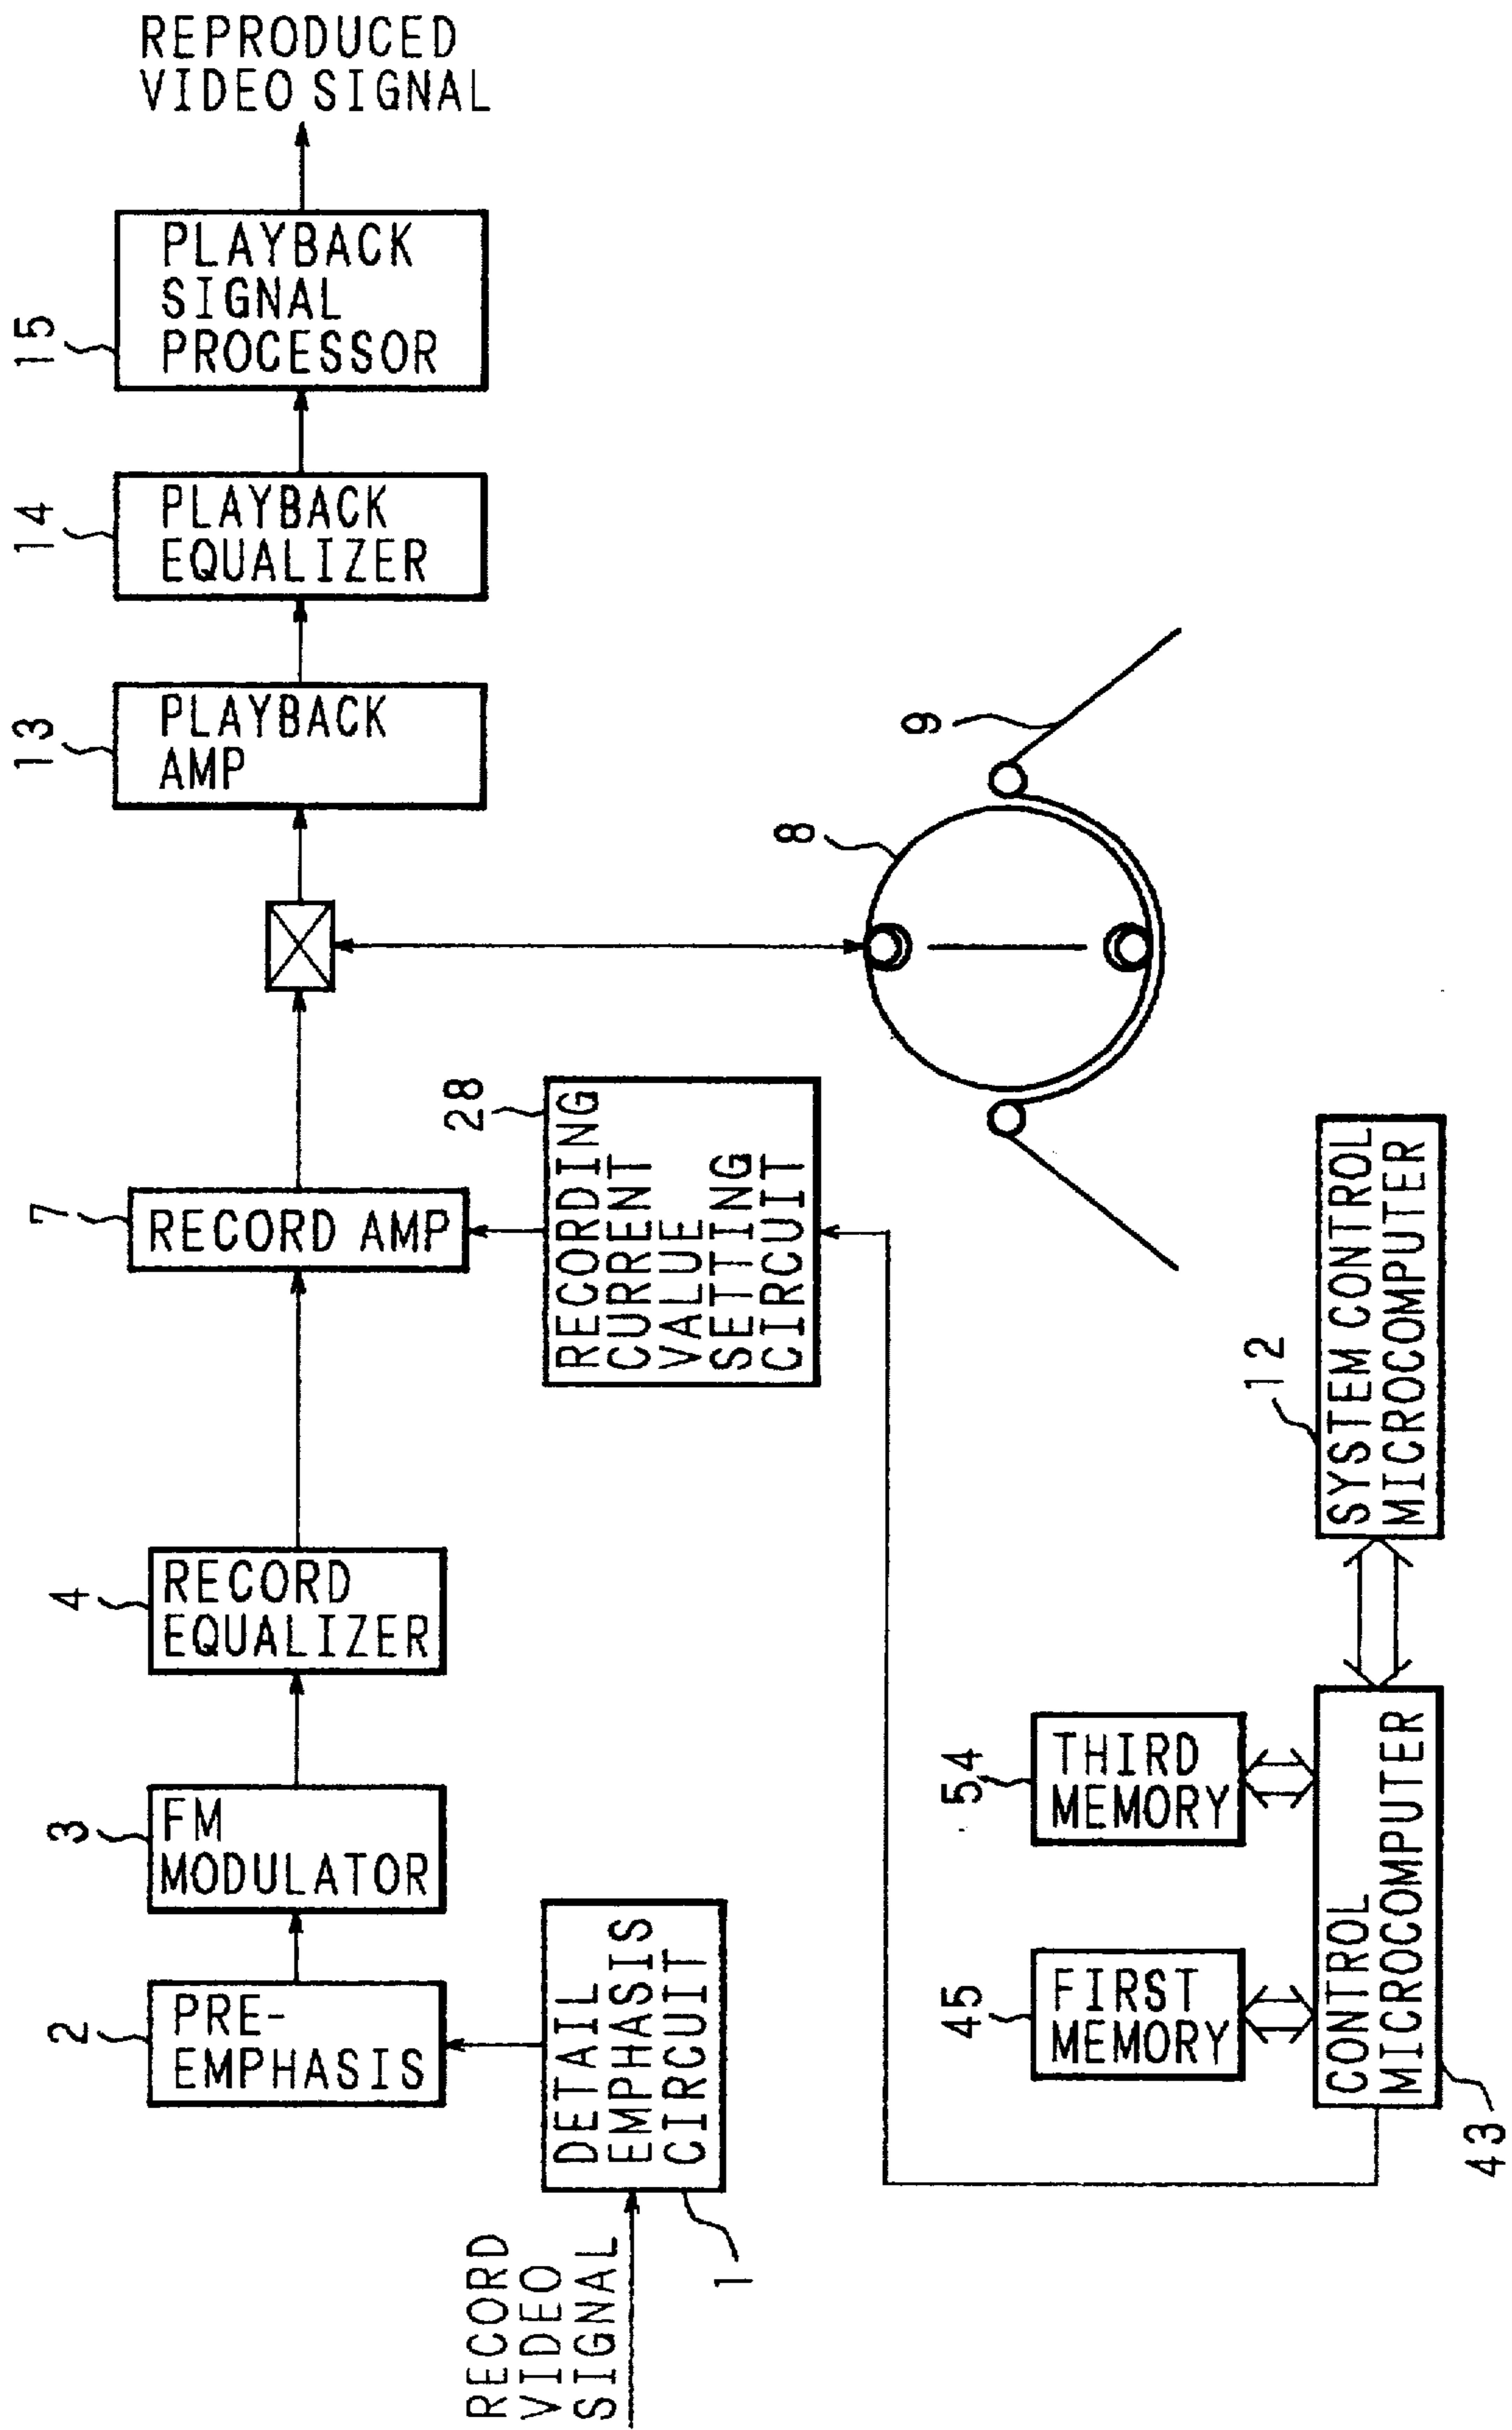 RECORD
VIDEO
SIGNAL
1
DETAIL
EMPHASIS
CIRCUIT
2
PRE-
EMPHASIS
3
FM
MODULATOR
4
RECORD
EQUALIZER
7
RECORD AMP
28
RECORDING
CURRENT
VALUE
SETTING
CIRCUIT
13
PLAYBACK
AMP
14
PLAYBACK
EQUALIZER
15
PLAYBACK
SIGNAL
PROCESSOR
REPRODUCED
VIDEO SIGNAL
8
9
45
FIRST
MEMORY
54
THIRD
MEMORY
43
CONTROL
MICROCOMPUTER
12
SYSTEM CONTROL
MICROCOMPUTER